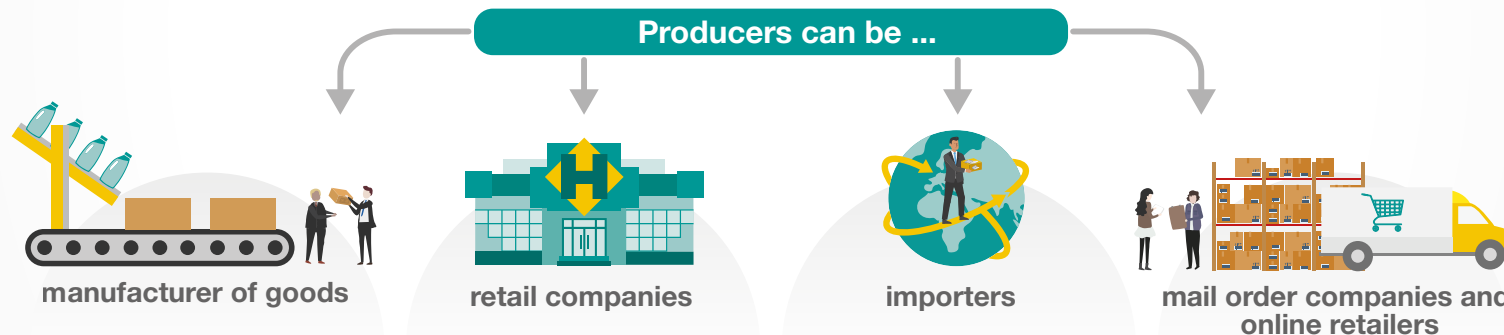 Producers can be ...
H
manufacturer of goods
retail companies
importers
mail order companies and
online retailers